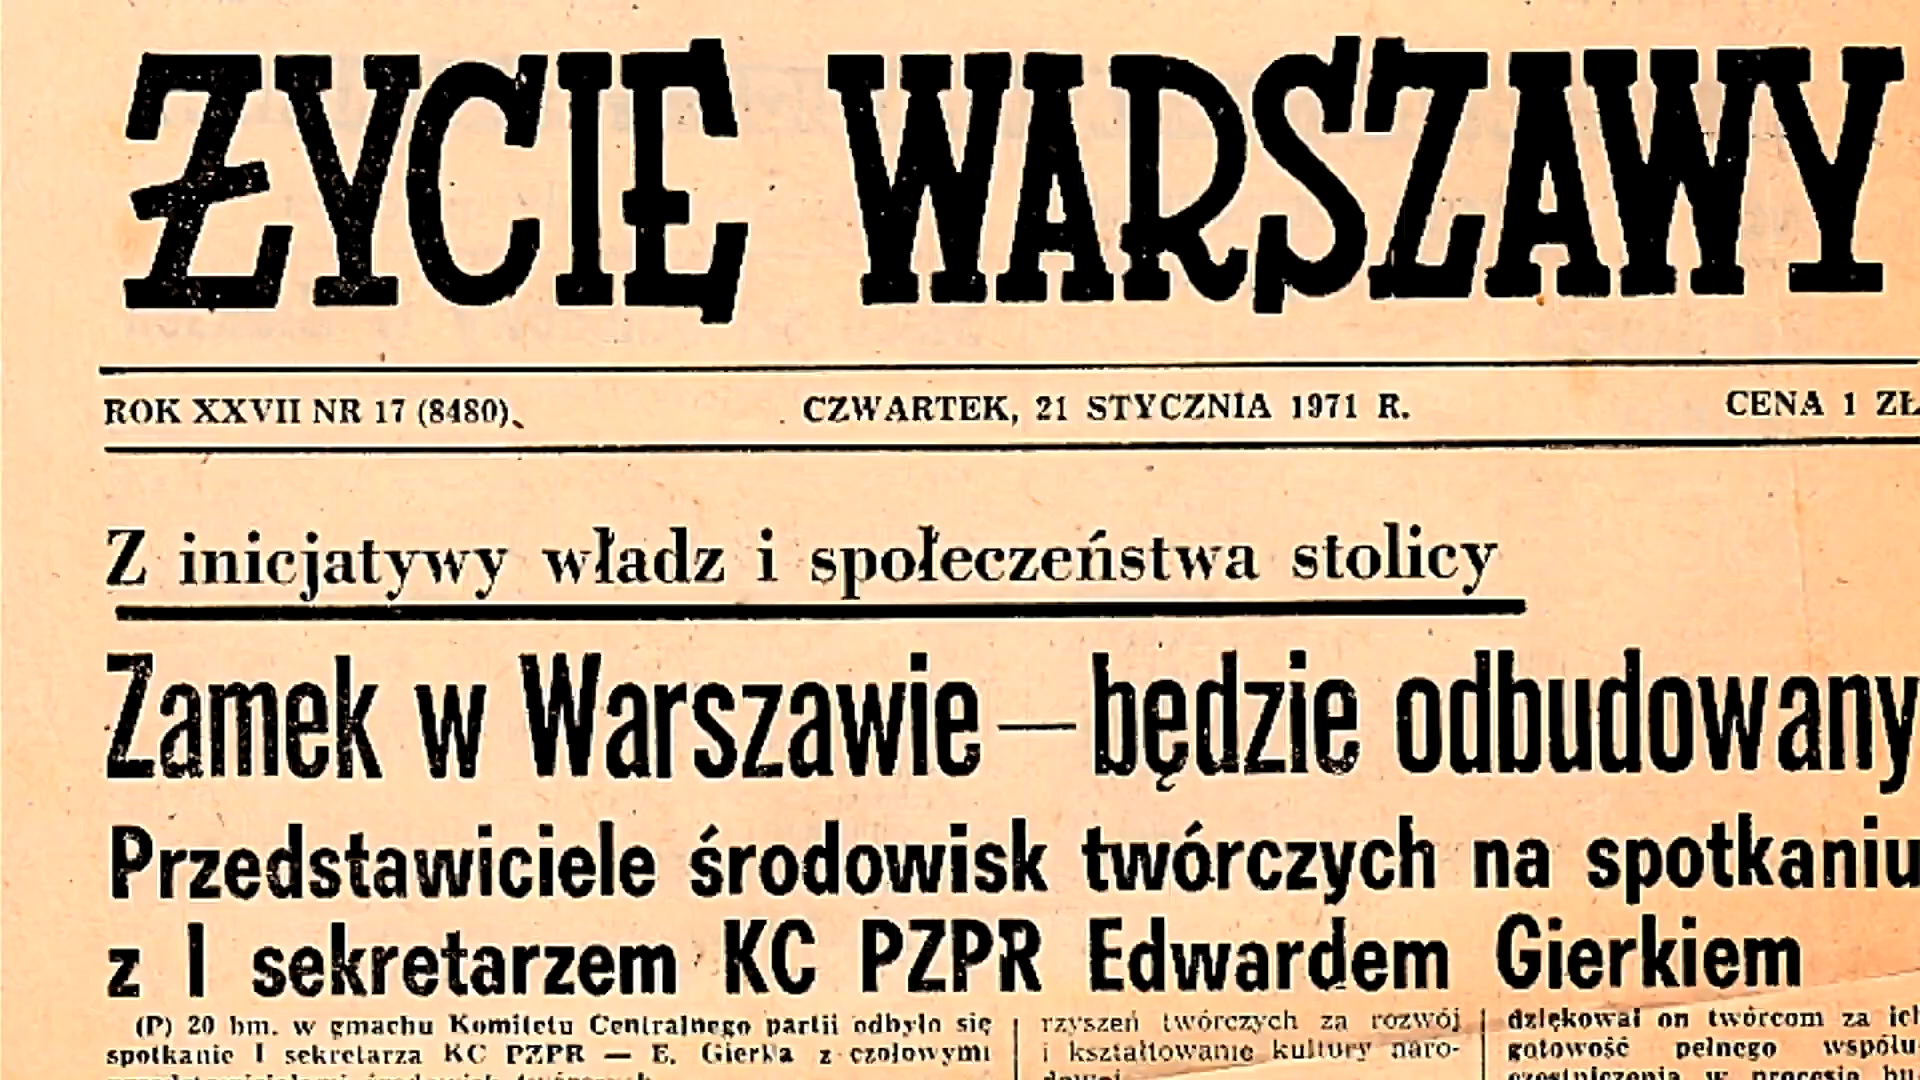 ŻYCIE WARSZAWY
ROK XXVII NR 17 (8480)
CZWARTEK, 21 STYCZNIA 1971 R.
CENA 1 ZŁ
Z inicjatywy władz i społeczeństwa stolicy
Zamek w Warszawie — będzie odbudowany
Przedstawiciele środowisk twórczych na spotkaniu
z I sekretarzem KC PZPR Edwardem Gierkiem
(P) 20 bm. w gmachu Komitetu Centralnego partii odbyło się
spotkanie I sekretarza KC PZPR — E. Gierka z czołowymi
rzyszeń twórczych za rozwój
i kształtowanie kultury naro-
dziękował on twórcom za ich
gotowość pełnego współu-